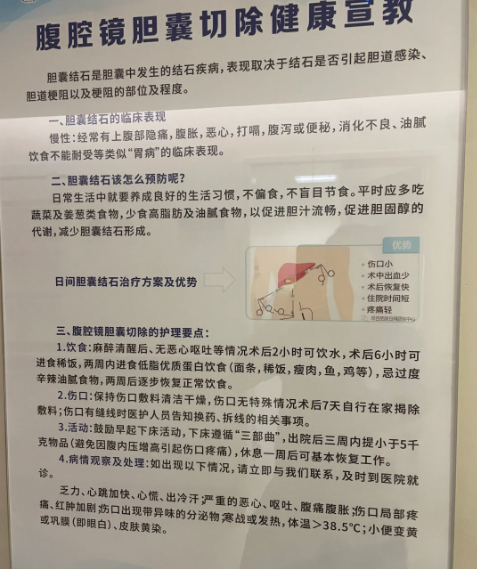 腹腔镜胆囊切除健康宣教
胆囊结石是胆囊中发生的结石疾病,表现取决于结石是否引起胆道感染、
胆道梗阻以及梗阻的部位及程度。
一、胆囊结石的临床表现
慢性:经常有上腹部隐痛,腹胀,恶心,打嗝,腹泻或便秘,消化不良、油腻
饮食不能耐受等类似“胃病”的临床表现。
二、胆囊结石该怎么预防呢?
日常生活中就要养成良好的生活习惯,不偏食,不盲目节食。平时应多吃
蔬菜及姜葱类食物,少食高脂肪及油腻食物,以促进胆汁流畅,促进胆固醇的
代谢,减少胆囊结石形成。
日间胆囊结石治疗方案及优势
优势
伤口小
术中出血少
术后恢复快
住院时间短
疼痛轻
三、腹腔镜胆囊切除的护理要点:
1.饮食:麻醉清醒后、无恶心呕吐等情况术后2小时可饮水,术后6小时可
进食稀饭,两周内进食低脂优质蛋白饮食(面条,稀饭,瘦肉,鱼,鸡等),忌过度
辛辣油腻食物,两周后逐步恢复正常饮食。
2.伤口:保持伤口敷料清洁干燥,伤口无特殊情况术后7天自行在家揭除
敷料;伤口有缝线时医护人员告知换药、拆线的相关事项。
3.活动:鼓励早起下床活动,下床遵循“三部曲”,出院后三周内提小于5千
克物品(避免因腹内压增高引起伤口疼痛),休息一周后可基本恢复工作。
4.病情观察及处理:如出现以下情况,请立即与我们联系,及时到医院就
诊。
乏力、心跳加快、心慌、出冷汗;严重的恶心、呕吐、腹痛腹胀;伤口局部疼
痛、红肿加剧;伤口出现带异味的分泌物;寒战或发热,体温>38.5℃;小便变黄
或巩膜(即眼白)、皮肤黄染。